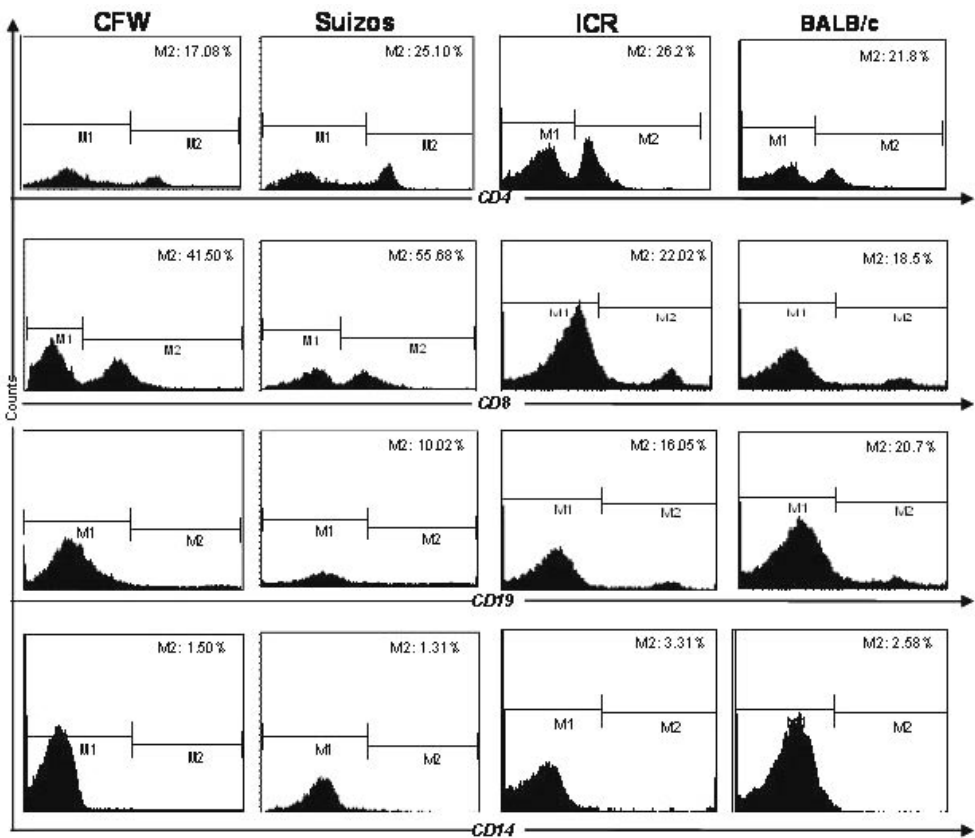 CFW Suizos ICR BALB/c
M2: 17.08% M2: 25.10% M2: 26.2% M2: 21.8%
M1 M2 M1 M2 M1 M2 M1 M2
CD4
M2: 41.50% M2: 55.68% M2: 22.02% M2: 18.5%
M1 M2 M1 M2 M1 M2 M1 M2
Counts
CD8
M2: 10.02% M2: 16.05% M2: 20.7%
M1 M2 M1 M2 M1 M2 M1 M2
CD19
M2: 1.50% M2: 1.31% M2: 3.31% M2: 2.58%
M1 M2 M1 M2 M1 M2 M2
CD14